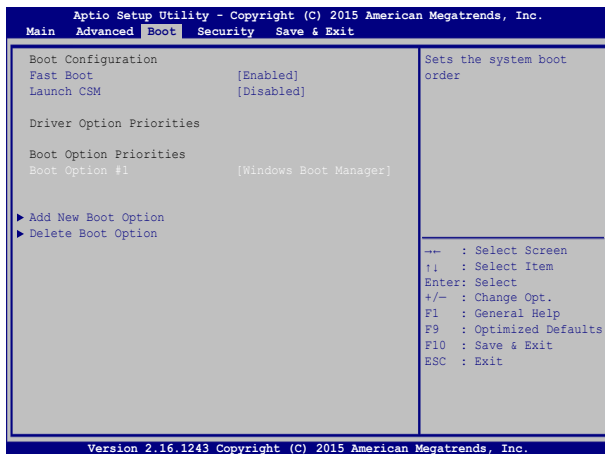 Aptio Setup Utility - Copyright (C) 2015 American Megatrends, Inc.
Main Advanced Boot Security Save & Exit
Boot Configuration
Fast Boot [Enabled]
Launch CSM [Disabled]
Driver Option Priorities
Boot Option Priorities
Boot Option #1 [Windows Boot Manager]
Add New Boot Option
Delete Boot Option
Sets the system boot
order
→← : Select Screen
↑↓ : Select Item
Enter: Select
+/— : Change Opt.
F1 : General Help
F9 : Optimized Defaults
F10 : Save & Exit
ESC : Exit
Version 2.16.1243 Copyright (C) 2015 American Megatrends, Inc.